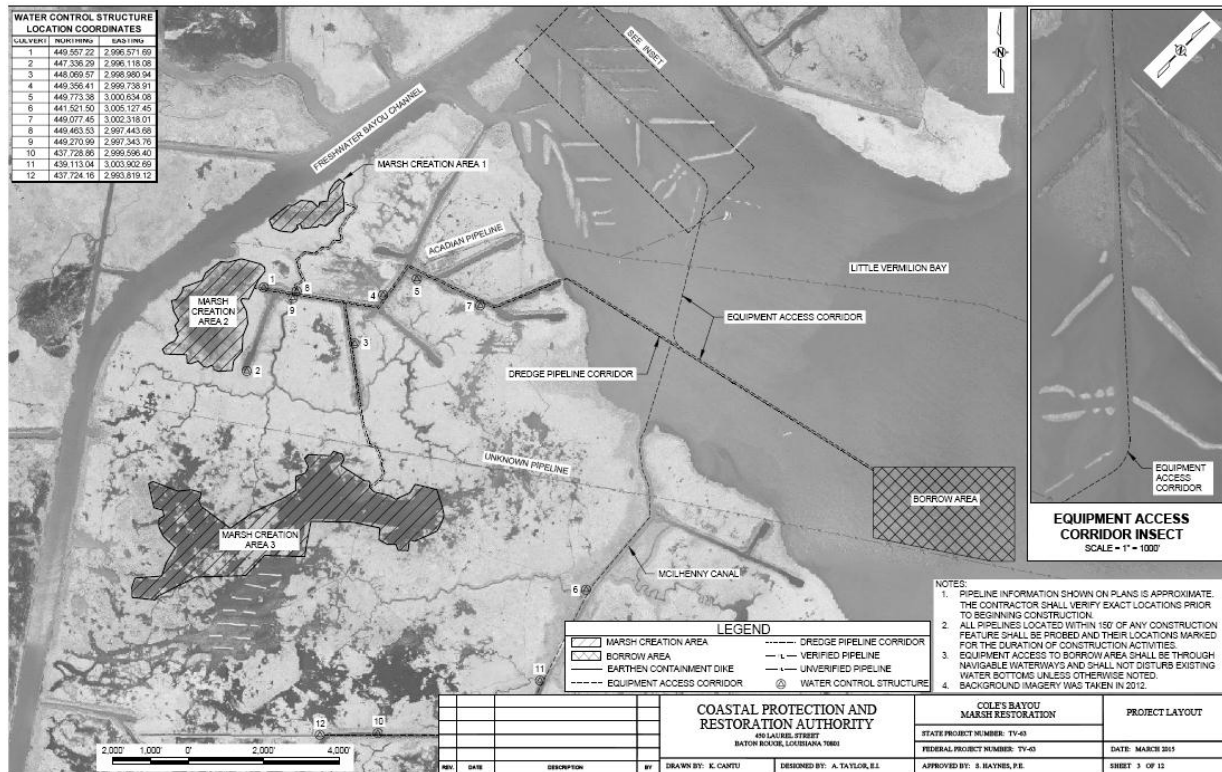 WATER CONTROL STRUCTURE
LOCATION COORDINATES
CULVERT NORTHING EASTING
1 449,557.22 2,996,571.69
2 447,336.29 2,996,118.08
3 448,069.57 2,998,980.94
4 449,356.41 2,999,738.91
5 449,773.38 3,000,634.08
6 441,521.50 3,005,127.45
7 449,077.45 3,002,318.01
8 449,463.53 2,997,443.68
9 449,270.99 2,997,343.76
10 437,728.86 2,999,596.40
11 439,113.04 3,003,902.69
12 437,724.16 2,993,819.12
SEE INSET
N
FRESHWATER BAYOU CHANNEL
MARSH CREATION AREA 1
ACADIAN PIPELINE
LITTLE VERMILION BAY
MARSH
CREATION
AREA 2
1
8
9
4
5
7
3
2
EQUIPMENT ACCESS CORRIDOR
DREDGE PIPELINE CORRIDOR
UNKNOWN PIPELINE
BORROW AREA
MARSH CREATION
AREA 3
MCILHENNY CANAL
6
11
12
10
EQUIPMENT
ACCESS
CORRIDOR
EQUIPMENT ACCESS
CORRIDOR INSECT
SCALE = 1" = 1000'
NOTES:
1. PIPELINE INFORMATION SHOWN ON PLANS IS APPROXIMATE.
THE CONTRACTOR SHALL VERIFY EXACT LOCATIONS PRIOR
TO BEGINNING CONSTRUCTION.
2. ALL PIPELINES LOCATED WITHIN 150' OF ANY CONSTRUCTION
FEATURE SHALL BE PROBED AND THEIR LOCATIONS MARKED
FOR THE DURATION OF CONSTRUCTION ACTIVITIES.
3. EQUIPMENT ACCESS TO BORROW AREA SHALL BE THROUGH
NAVIGABLE WATERWAYS AND SHALL NOT DISTURB EXISTING
WATER BOTTOMS UNLESS OTHERWISE NOTED.
4. BACKGROUND IMAGERY WAS TAKEN IN 2012.
LEGEND
MARSH CREATION AREA
BORROW AREA
EARTHEN CONTAINMENT DIKE
EQUIPMENT ACCESS CORRIDOR
DREDGE PIPELINE CORRIDOR
VERIFIED PIPELINE
UNVERIFIED PIPELINE
WATER CONTROL STRUCTURE
2,000' 1,000' 0' 2,000' 4,000'
REV. DATE DESCRIPTION BY
COASTAL PROTECTION AND
RESTORATION AUTHORITY
450 LAUREL STREET
BATON ROUGE, LOUISIANA 70801
DRAWN BY: K. CANTU
DESIGNED BY: A. TAYLOR, E.I.
COLE'S BAYOU
MARSH RESTORATION
STATE PROJECT NUMBER: TV-63
FEDERAL PROJECT NUMBER: TV-63
APPROVED BY: S. HAYNES, P.E.
PROJECT LAYOUT
DATE: MARCH 2015
SHEET 3 OF 12